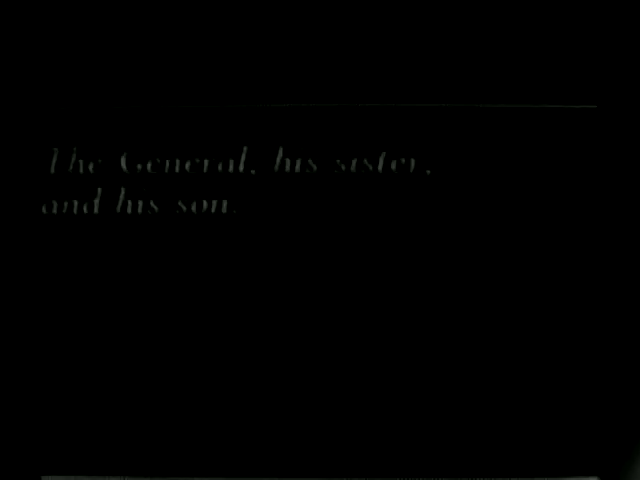 The General, his sister,
and his son.